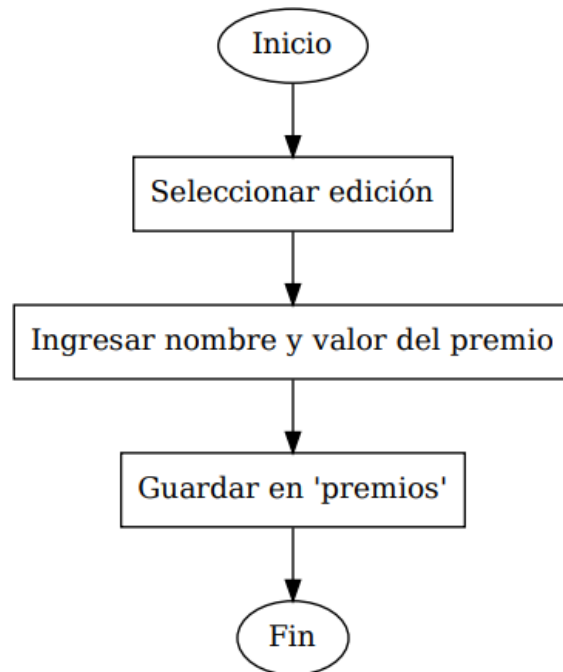 Inicio
Seleccionar edición
Ingresar nombre y valor del premio
Guardar en 'premios'
Fin